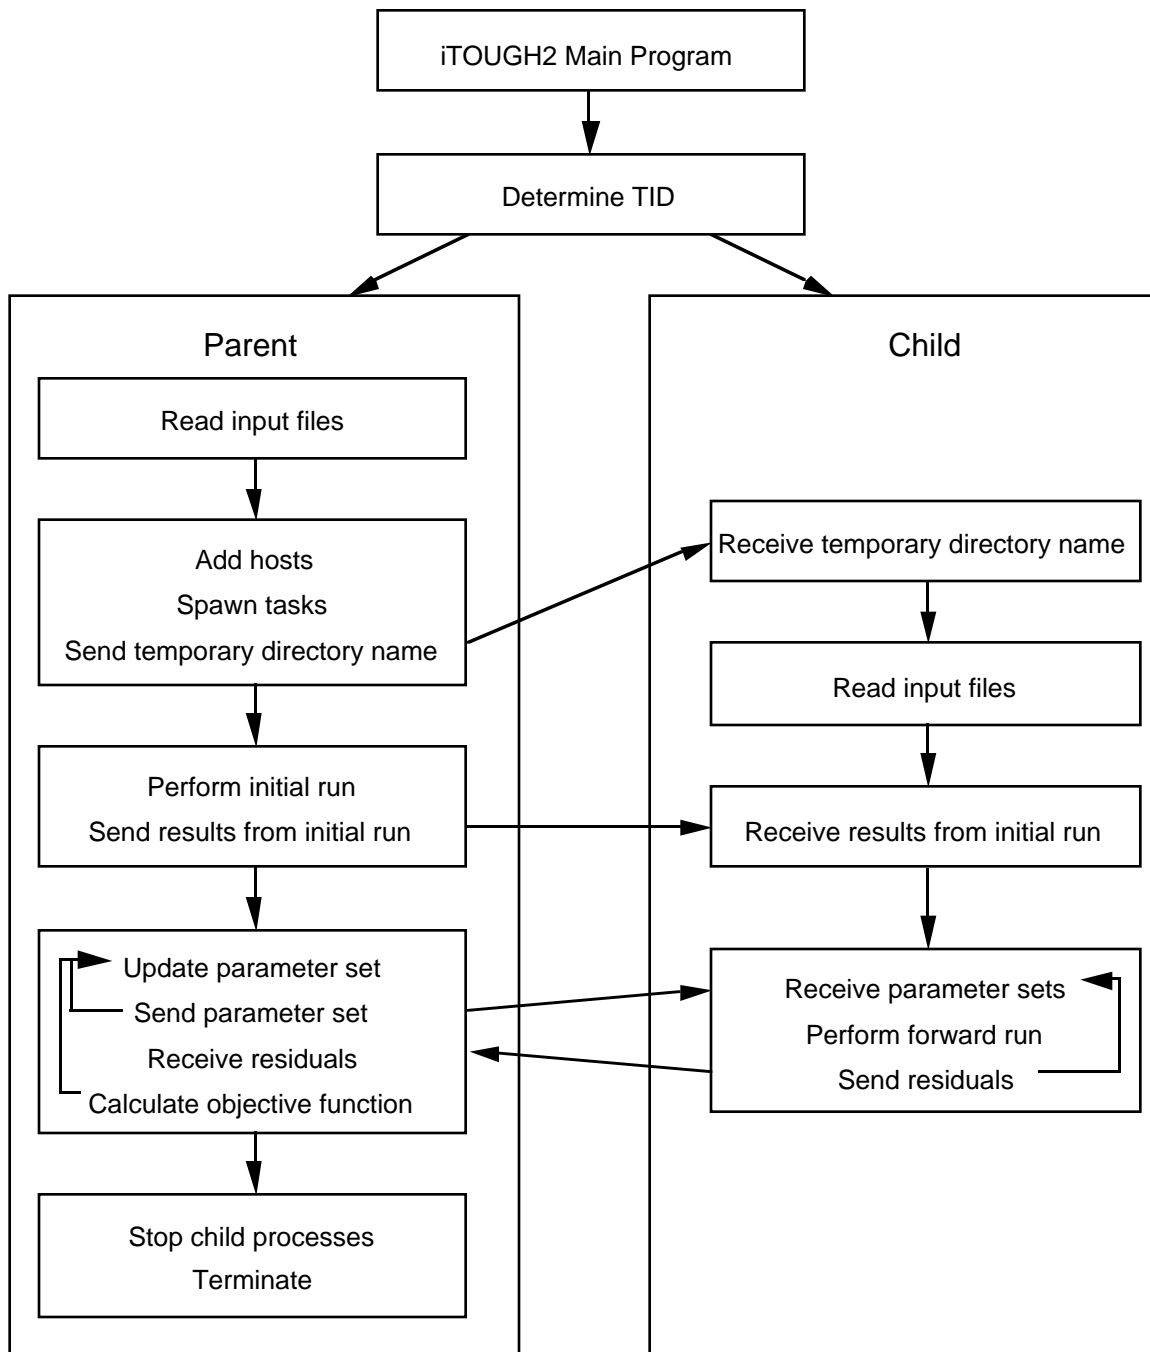 iTOUGH2 Main Program
Determine TID
Parent
Read input files
Add hosts
Spawn tasks
Send temporary directory name
Perform initial run
Send results from initial run
Update parameter set
Send parameter set
Receive residuals
Calculate objective function
Stop child processes
Terminate
Child
Receive temporary directory name
Read input files
Receive results from initial run
Receive parameter sets
Perform forward run
Send residuals